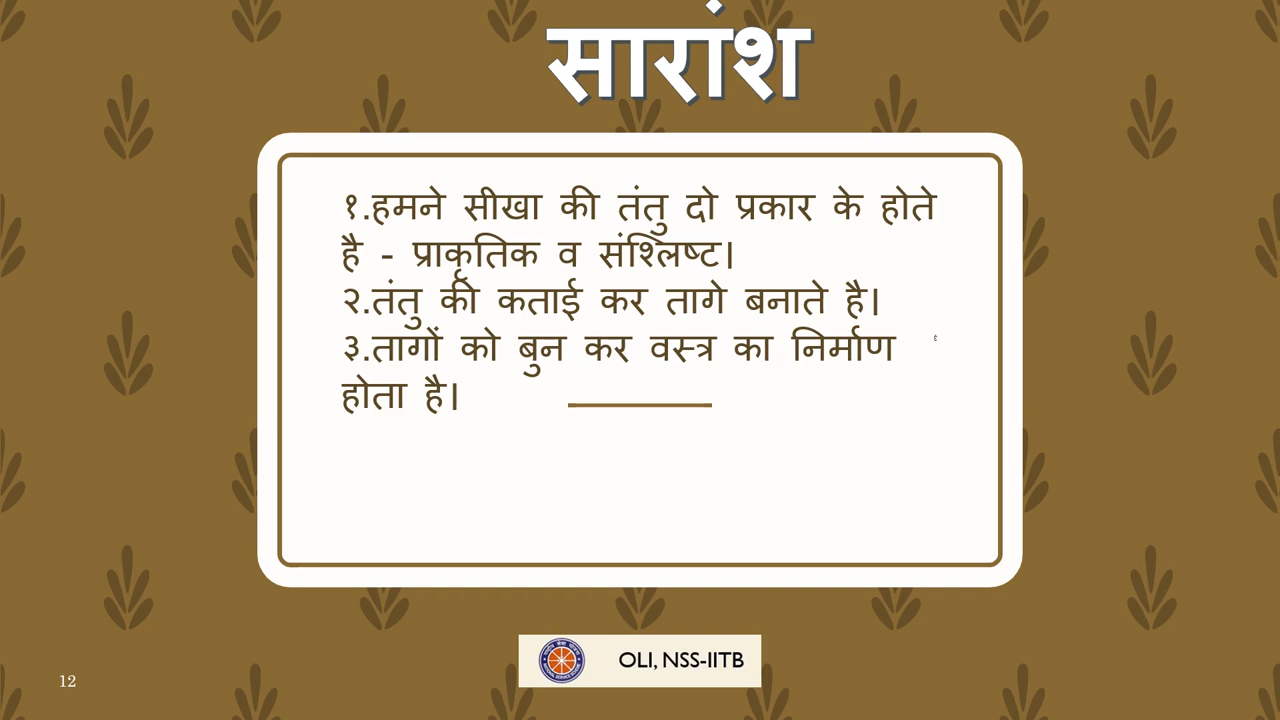 सारांश
१.हमने सीखा की तंतु दो प्रकार के होते
है - प्राकृतिक व संश्लिष्ट।
२.तंतु की कताई कर तागे बनाते है।
३.तागों को बुन कर वस्त्र का निर्माण
होता है।
OLI, NSS-IITB
12